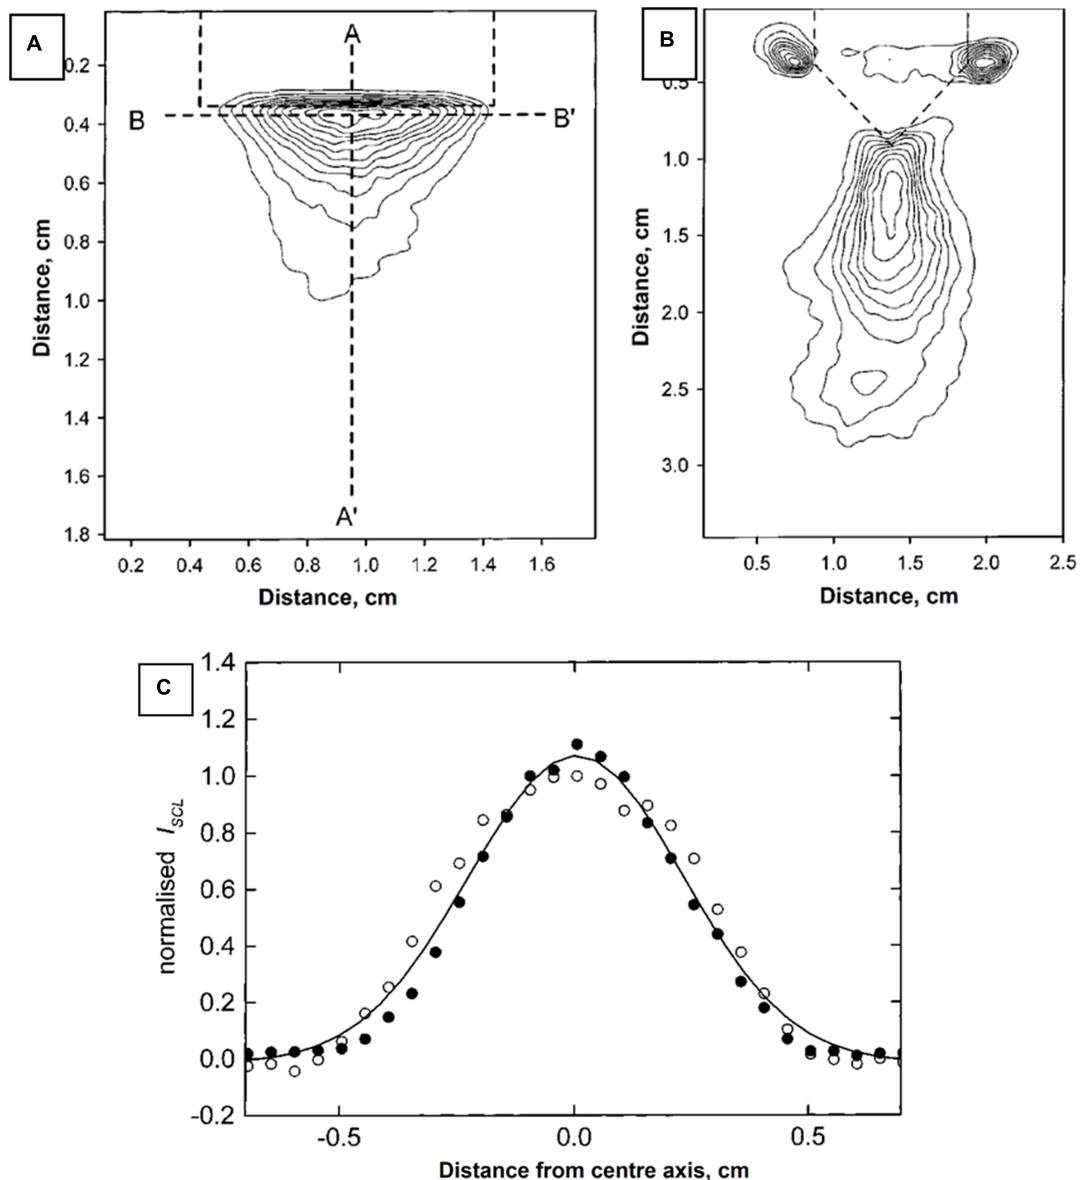 A
A
B
B'
A'
0.2
0.4
0.6
0.8
1.0
1.2
1.4
1.6
1.8
Distance, cm
0.2 0.4 0.6 0.8 1.0 1.2 1.4 1.6
Distance, cm
B
0.5
1.0
1.5
2.0
2.5
3.0
Distance, cm
0.5 1.0 1.5 2.0 2.5
Distance, cm
C
1.4
1.2
1.0
0.8
0.6
0.4
0.2
0.0
-0.2
normalised I_SCL
-0.5 0.0 0.5
Distance from centre axis, cm